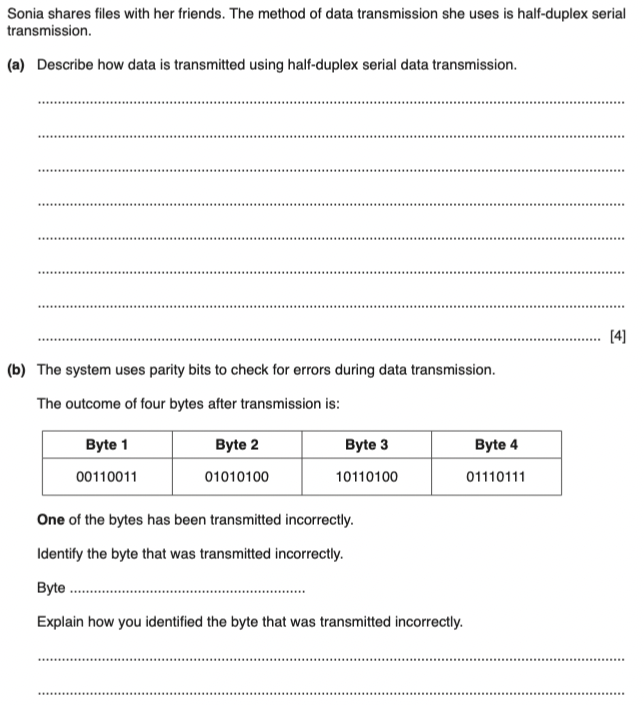 Sonia shares files with her friends. The method of data transmission she uses is half-duplex serial
transmission.
(a) Describe how data is transmitted using half-duplex serial data transmission.
[4]
(b) The system uses parity bits to check for errors during data transmission.
The outcome of four bytes after transmission is:
Byte 1 Byte 2 Byte 3 Byte 4
00110011 01010100 10110100 01110111
One of the bytes has been transmitted incorrectly.
Identify the byte that was transmitted incorrectly.
Byte
Explain how you identified the byte that was transmitted incorrectly.